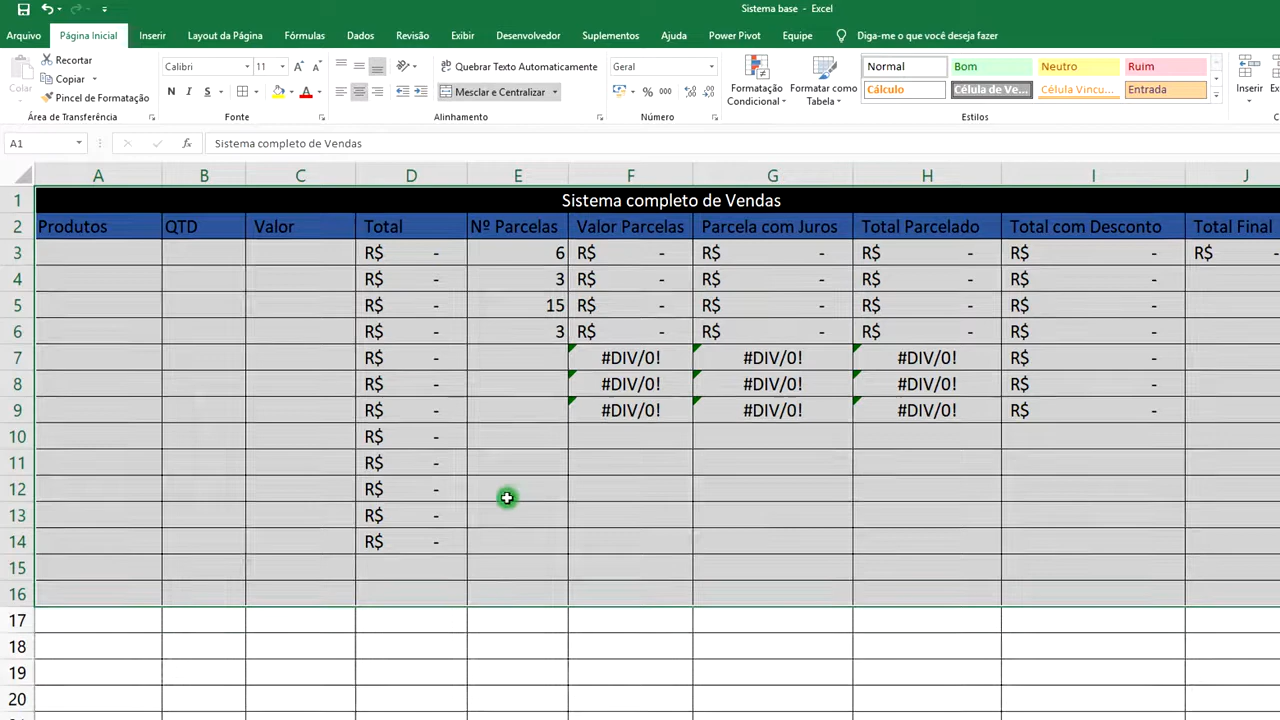 Sistema base - Excel
Arquivo Página Inicial Inserir Layout da Página Fórmulas Dados Revisão Exibir Desenvolvedor Suplementos Ajuda Power Pivot Equipe Diga-me o que você deseja fazer
Colar
Recortar
Copiar
Pincel de Formatação
Área de Transferência
Calibri 11 A A
N I S A
Fonte
Quebrar Texto Automaticamente
Mesclar e Centralizar
Alinhamento
Geral
% 000
Número
Formatação Condicional
Formatar como Tabela
Normal Bom Neutro Ruim
Cálculo Célula de Ve... Célula Vincu... Entrada
Estilos
Inserir
A1 fx Sistema completo de Vendas
A B C D E F G H I J
1 Sistema completo de Vendas
2 Produtos QTD Valor Total Nº Parcelas Valor Parcelas Parcela com Juros Total Parcelado Total com Desconto Total Final
3 R$ - 6 R$ - R$ - R$ - R$ - R$ -
4 R$ - 3 R$ - R$ - R$ - R$ -
5 R$ - 15 R$ - R$ - R$ - R$ -
6 R$ - 3 R$ - R$ - R$ - R$ -
7 R$ - #DIV/0! #DIV/0! #DIV/0! R$ -
8 R$ - #DIV/0! #DIV/0! #DIV/0! R$ -
9 R$ - #DIV/0! #DIV/0! #DIV/0! R$ -
10 R$ -
11 R$ -
12 R$ -
13 R$ -
14 R$ -
15
16
17
18
19
20